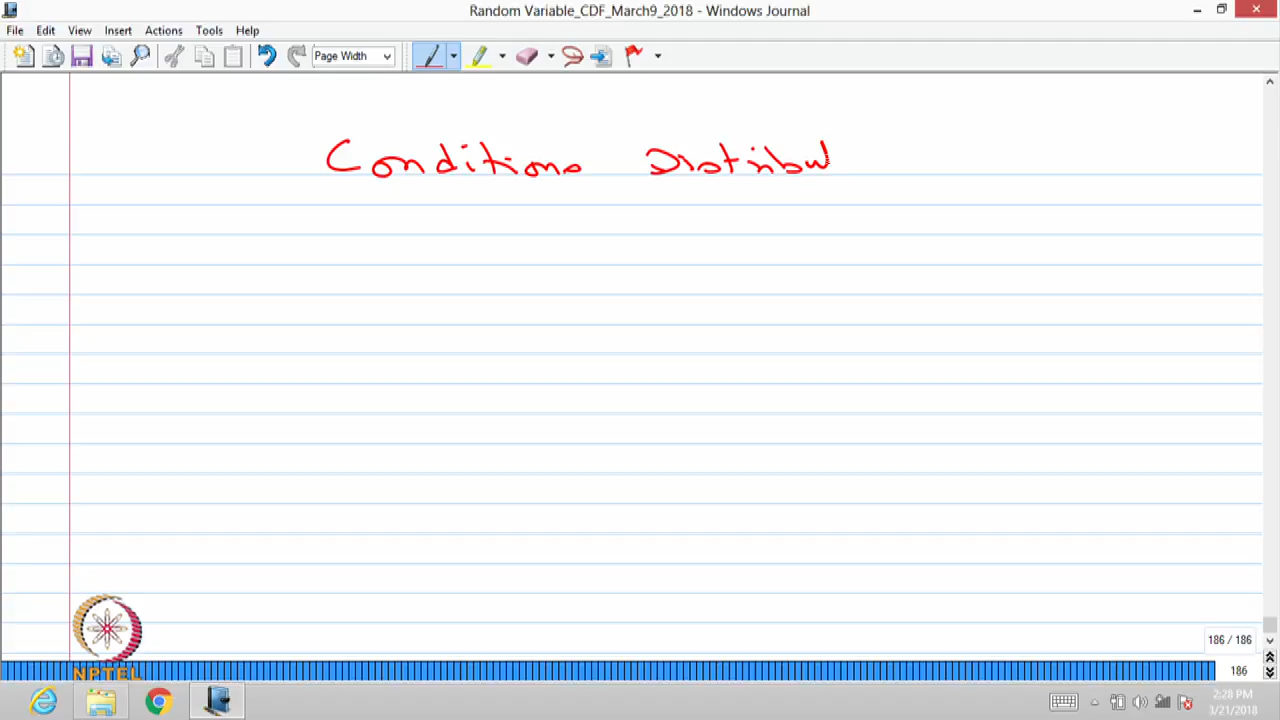 Random Variable_CDF_March9_2018 - Windows Journal
File Edit View Insert Actions Tools Help
Page Width
Conditiona Distribu
186 / 186
186
NPTEL
2:28 PM
3/21/2018